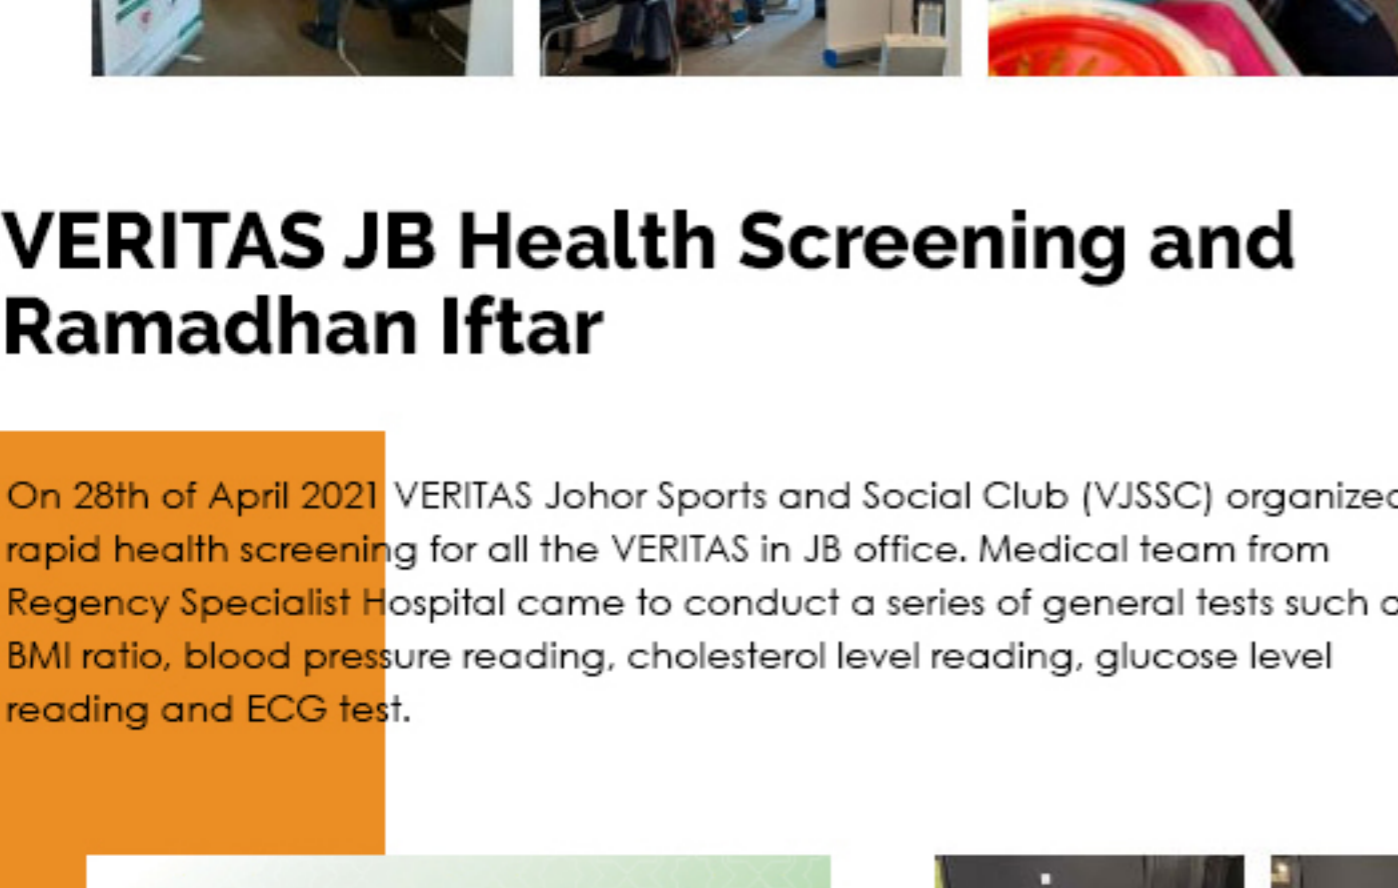 VERITAS JB Health Screening and
Ramadhan Iftar
On 28th of April 2021 VERITAS Johor Sports and Social Club (VJSSC)
rapid health screening for all the VERITAS in JB office. Medical team from
Regency Specialist Hospital came to conduct a series of general tests such
BMI ratio, blood pressure reading, cholesterol level reading, glucose level
reading and ECG test.